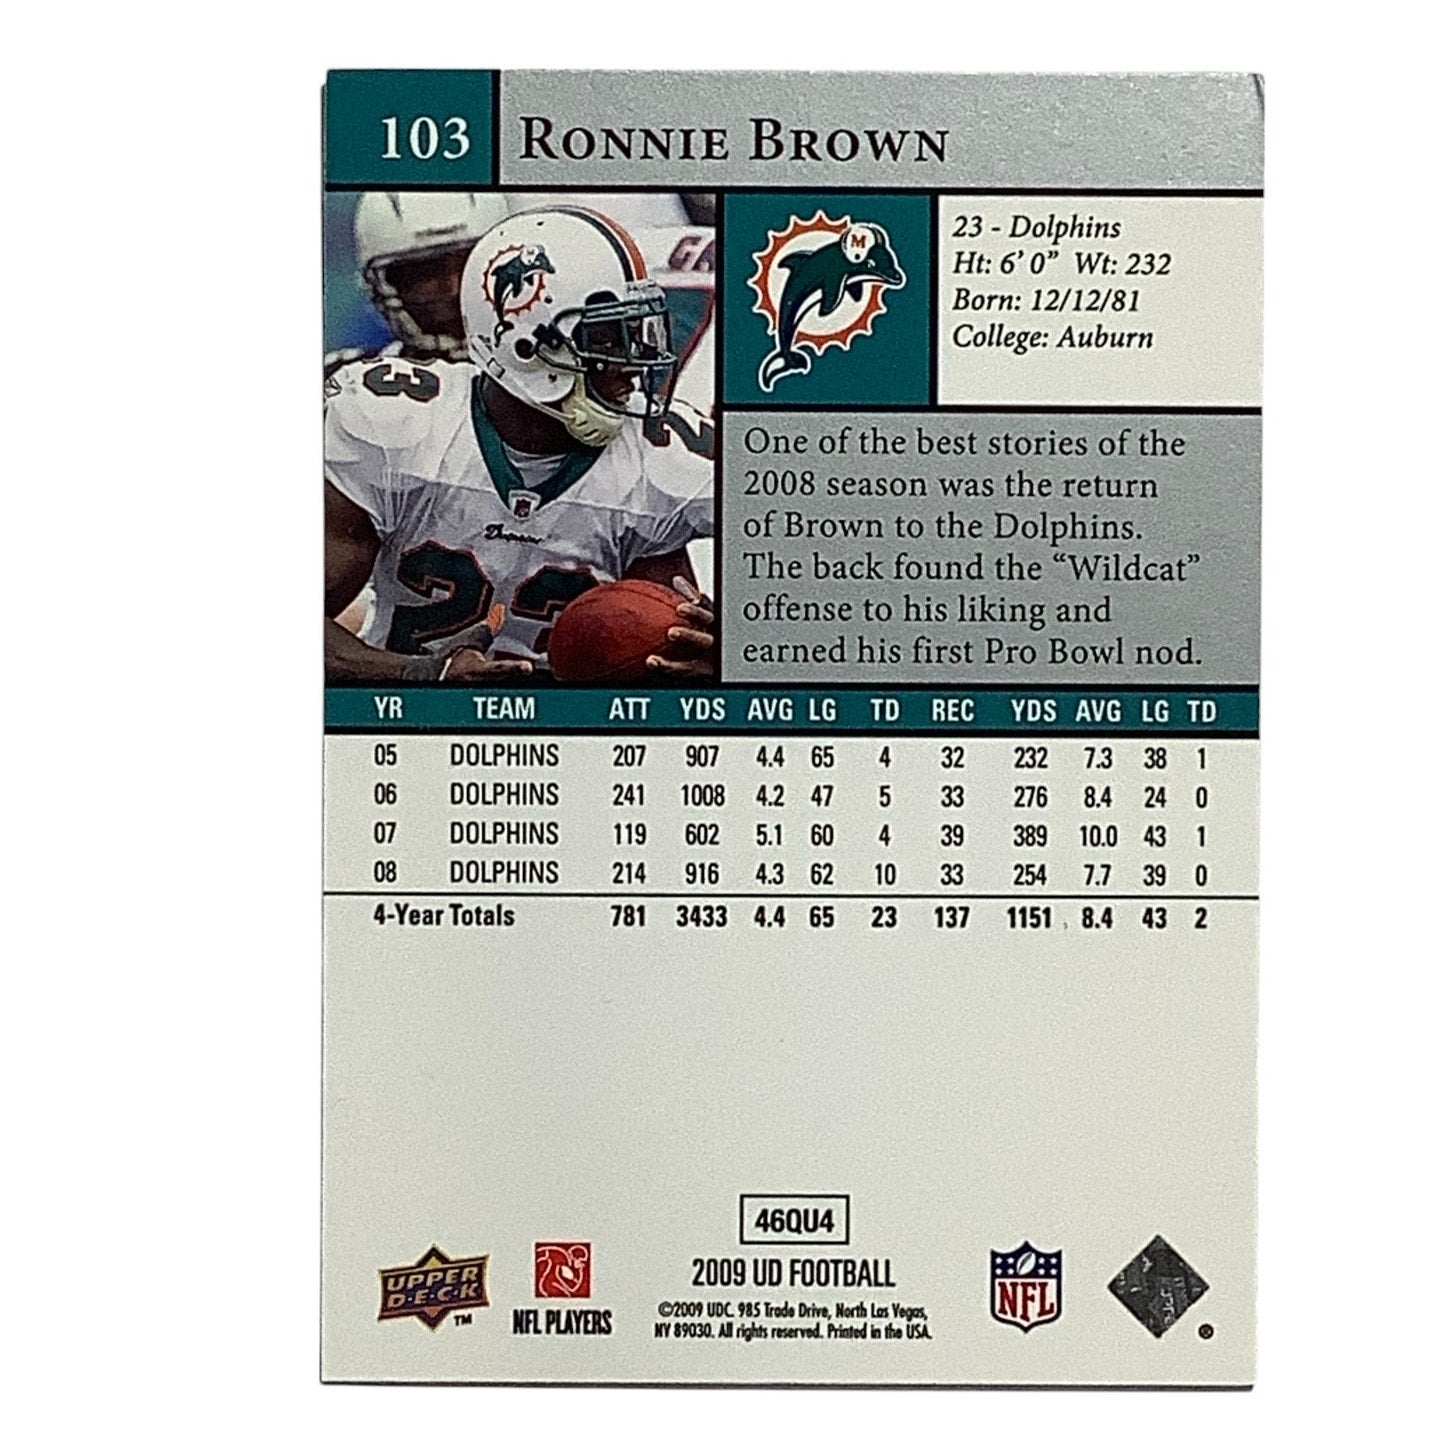 103
RONNIE BROWN
M
23 - Dolphins
Ht: 6' 0" Wt: 232
Born: 12/12/81
College: Auburn
23
23
23
Dolphins
One of the best stories of the
2008 season was the return
of Brown to the Dolphins.
The back found the “Wildcat”
offense to his liking and
earned his first Pro Bowl nod.
YR TEAM ATT YDS AVG LG TD REC YDS AVG LG TD
05 DOLPHINS 207 907 4.4 65 4 32 232 7.3 38 1
06 DOLPHINS 241 1008 4.2 47 5 33 276 8.4 24 0
07 DOLPHINS 119 602 5.1 60 4 39 389 10.0 43 1
08 DOLPHINS 214 916 4.3 62 10 33 254 7.7 39 0
4-Year Totals 781 3433 4.4 65 23 137 1151 8.4 43 2
46QU4
2009 UD FOOTBALL
©2009 UDC. 985 Trade Drive, North Las Vegas,
NV 89030. All rights reserved. Printed in the USA.
UPPER
D·E·C·K
TM
NFL PLAYERS
NFL
®